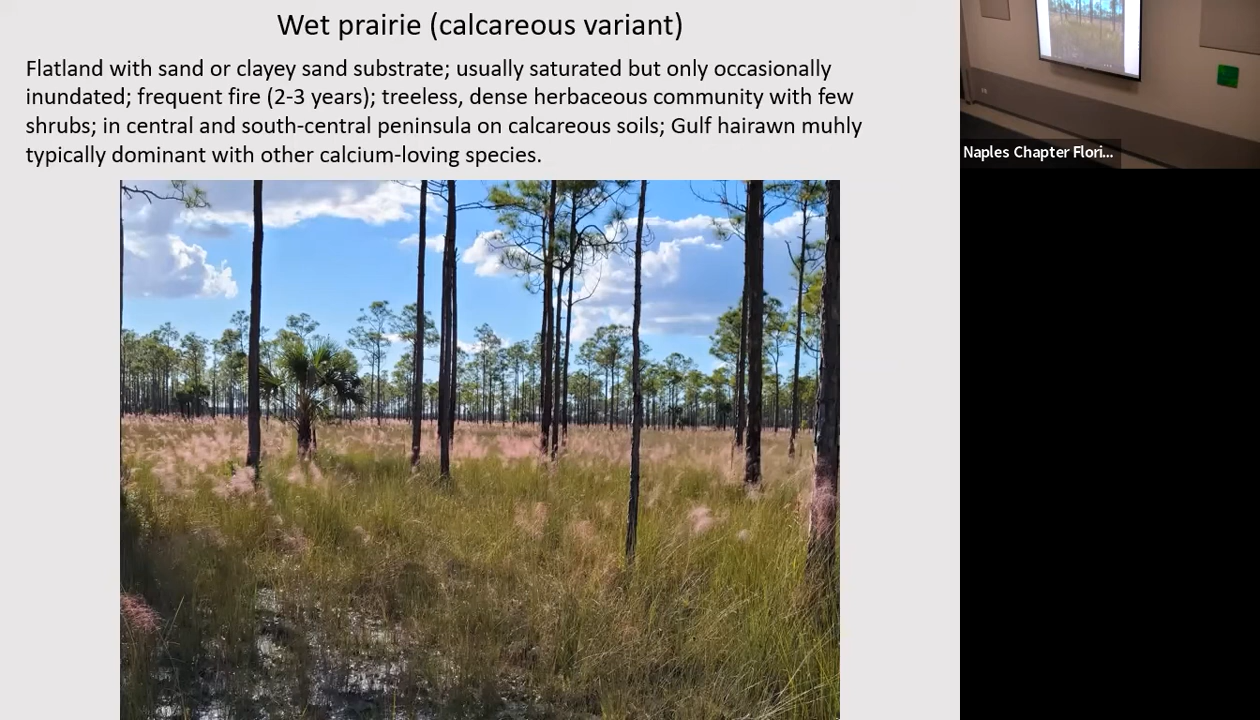 Wet prairie (calcareous variant)
Flatland with sand or clayey sand substrate; usually saturated but only occasionally
inundated; frequent fire (2-3 years); treeless, dense herbaceous community with few
shrubs; in central and south-central peninsula on calcareous soils; Gulf hairawn muhly
typically dominant with other calcium-loving species.
Naples Chapter Flori...